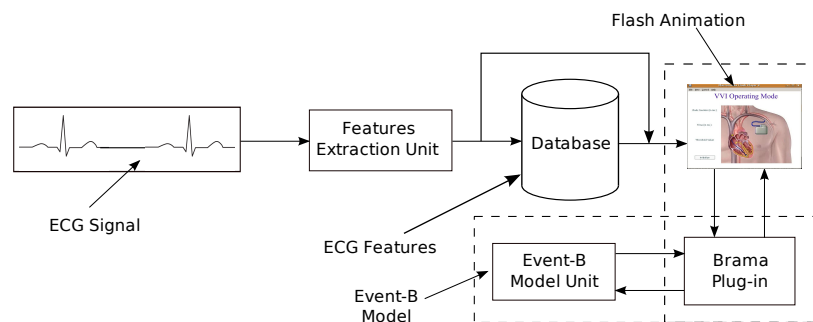 Flash Animation
VVI Operating Mode
Features
Extraction Unit
Database
ECG Signal
ECG Features
Event-B
Model Unit
Brama
Plug-in
Event-B
Model